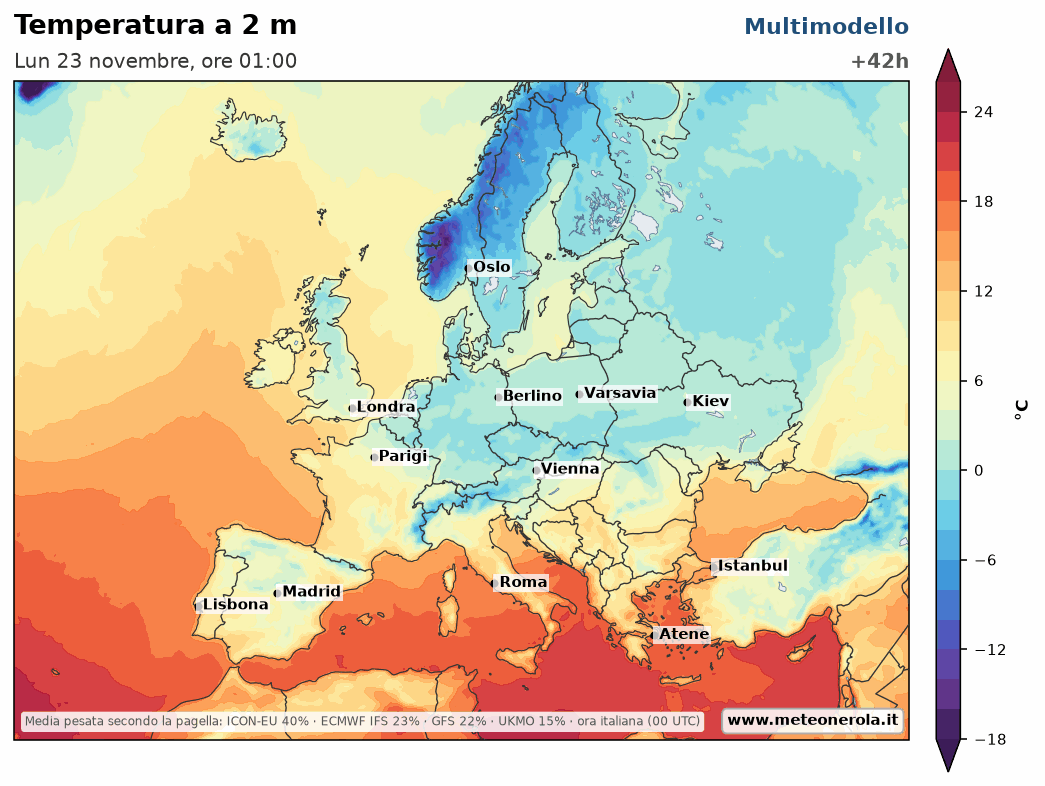 Temperatura a 2 m
Multimodello
Lun 23 novembre, ore 01:00
+42h
24
18
12
6
0
−6
−12
−18
°C
Oslo
Londra
Berlino
Varsavia
Kiev
Parigi
Vienna
Istanbul
Roma
Madrid
Lisbona
Atene
Media pesata secondo la pagella: ICON-EU 40% · ECMWF IFS 23% · GFS 22% · UKMO 15% · ora italiana (00 UTC)
www.meteonerola.it